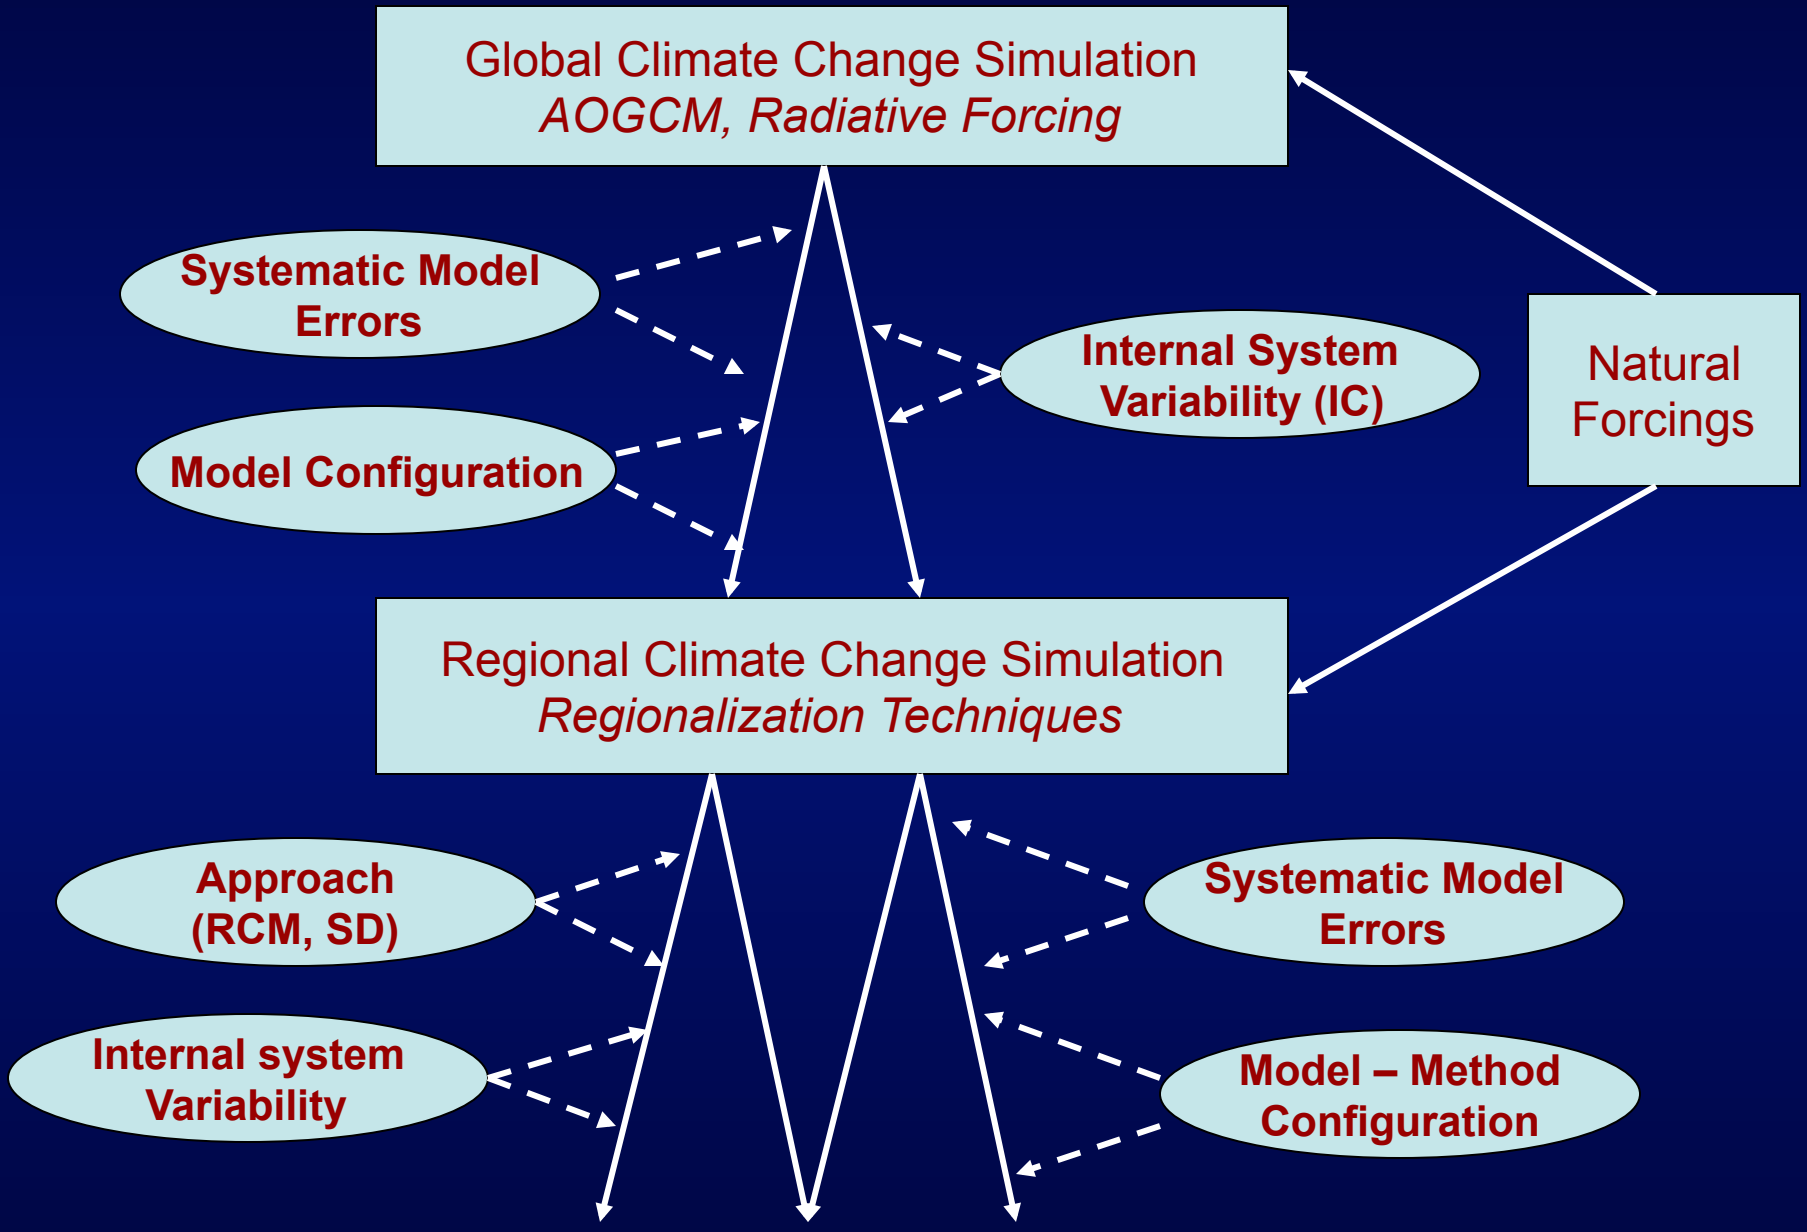 Global Climate Change Simulation
AOGCM, Radiative Forcing
Systematic Model
Errors
Internal System
Variability (IC)
Natural
Forcings
Model Configuration
Regional Climate Change Simulation
Regionalization Techniques
Approach
(RCM, SD)
Systematic Model
Errors
Internal system
Variability
Model – Method
Configuration